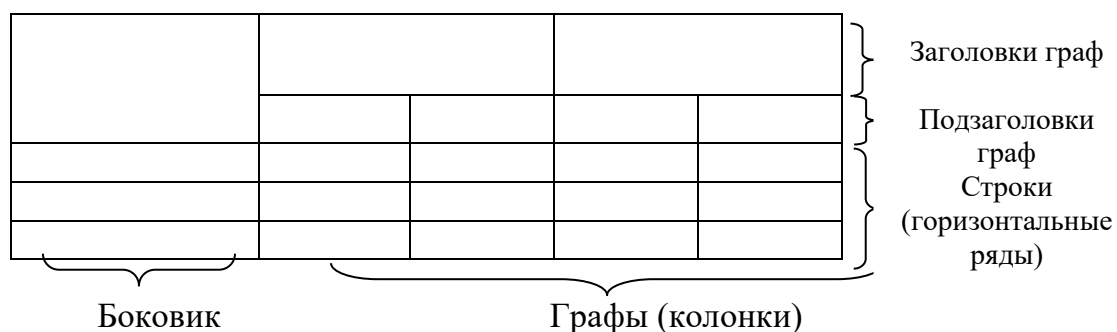 Заголовки граф
Подзаголовки
граф
Строки
(горизонтальные
ряды)
Боковик
Графы (колонки)